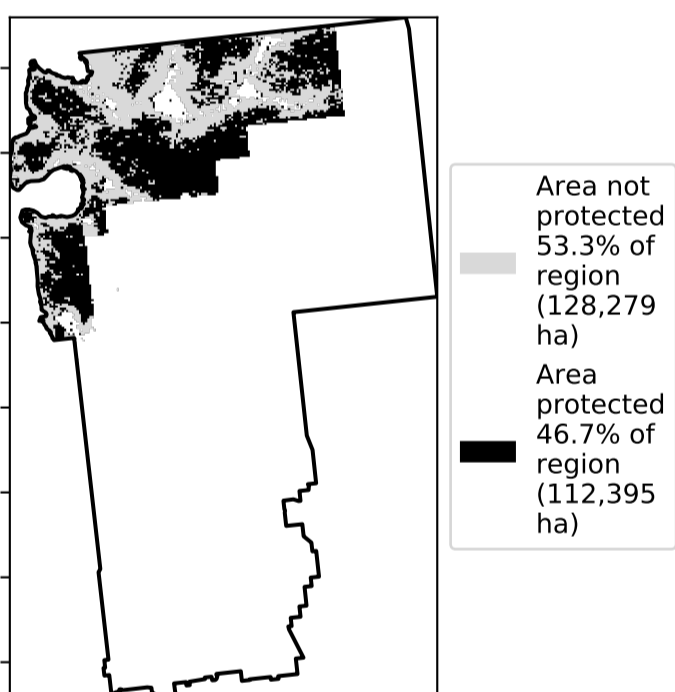 Area not
protected
53.3% of
region
(128,279
ha)
Area
protected
46.7% of
region
(112,395
ha)